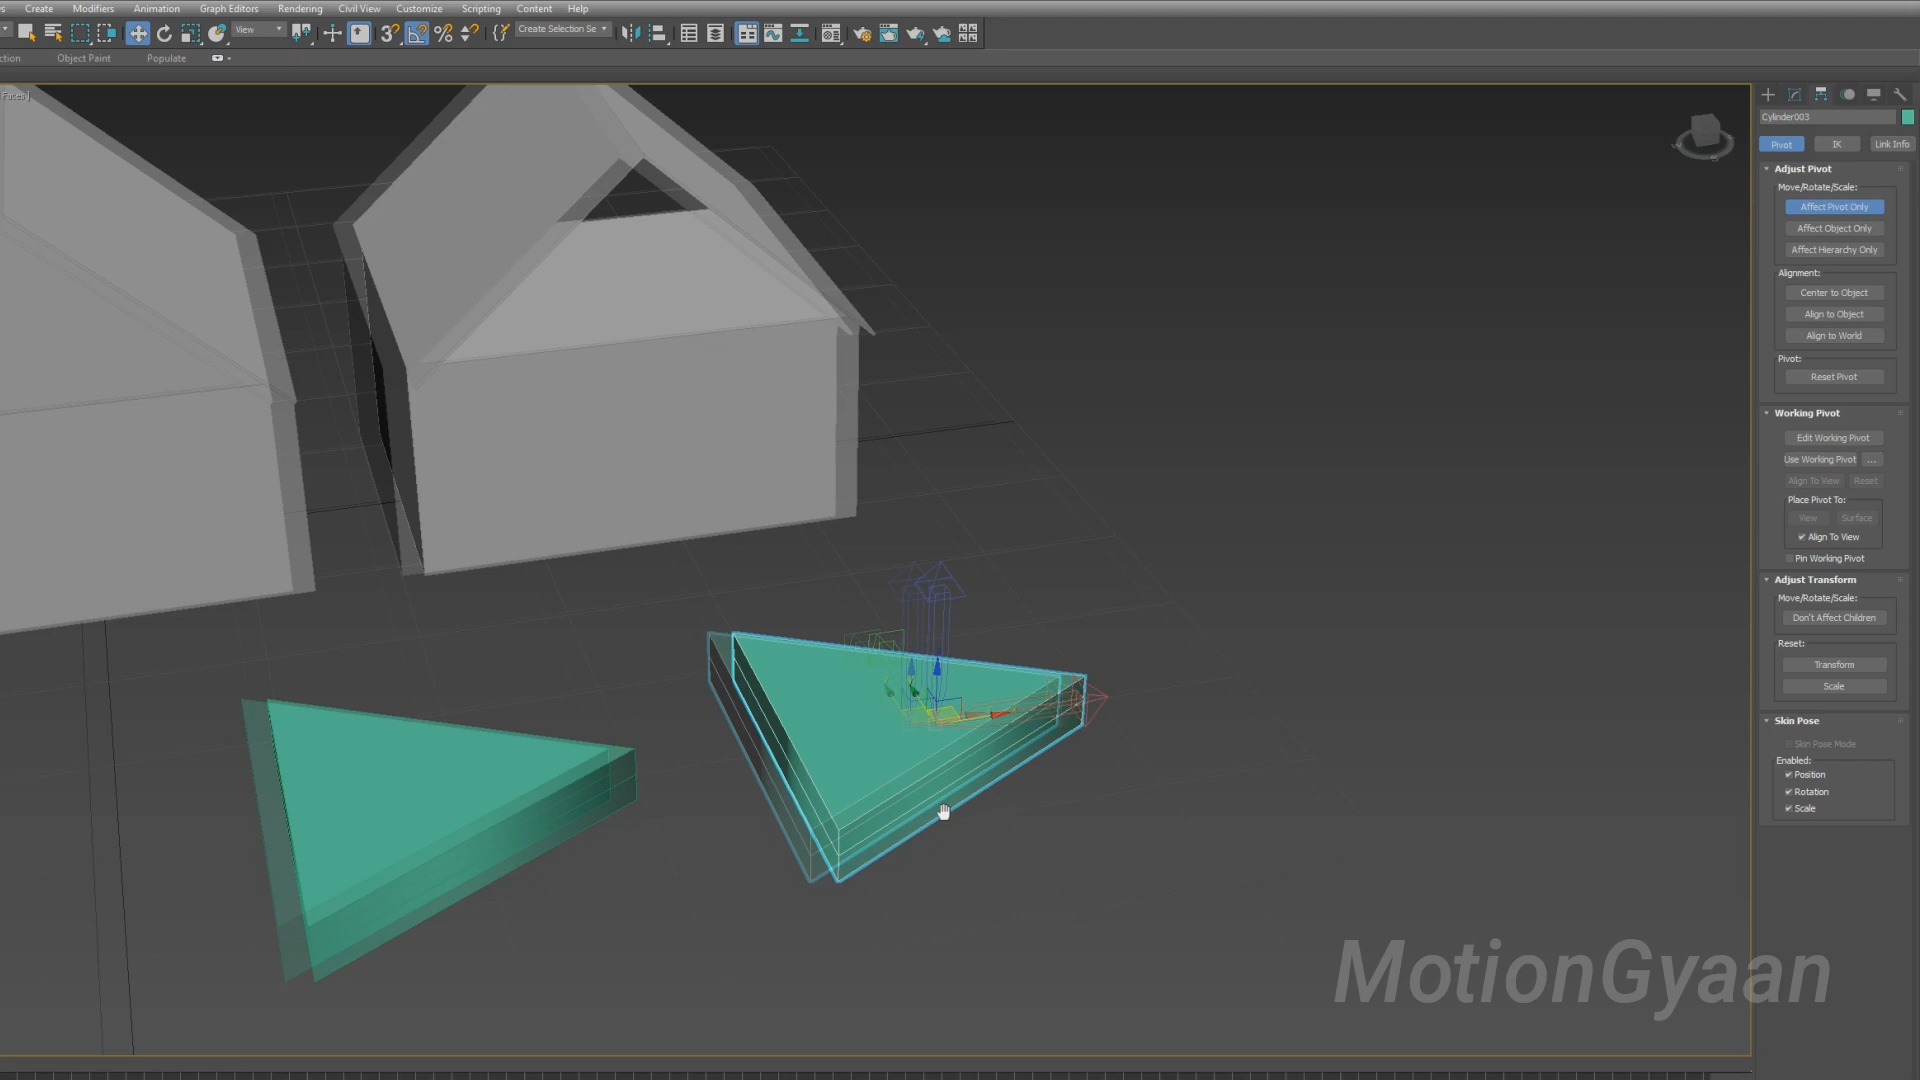 Create Modifiers Animation Graph Editors Rendering Civil View Customize Scripting Content Help
View Create Selection Se
ction Object Paint Populate
Faces ]
Cylinder003
Pivot IK Link Info
Adjust Pivot
Move/Rotate/Scale:
Affect Pivot Only
Affect Object Only
Affect Hierarchy Only
Alignment:
Center to Object
Align to Object
Align to World
Pivot:
Reset Pivot
Working Pivot
Edit Working Pivot
Use Working Pivot ...
Align To View Reset
Place Pivot To:
View Surface
Align To View
Pin Working Pivot
Adjust Transform
Move/Rotate/Scale:
Don't Affect Children
Reset:
Transform
Scale
Skin Pose
Skin Pose Mode
Enabled:
Position
Rotation
Scale
MotionGyaan